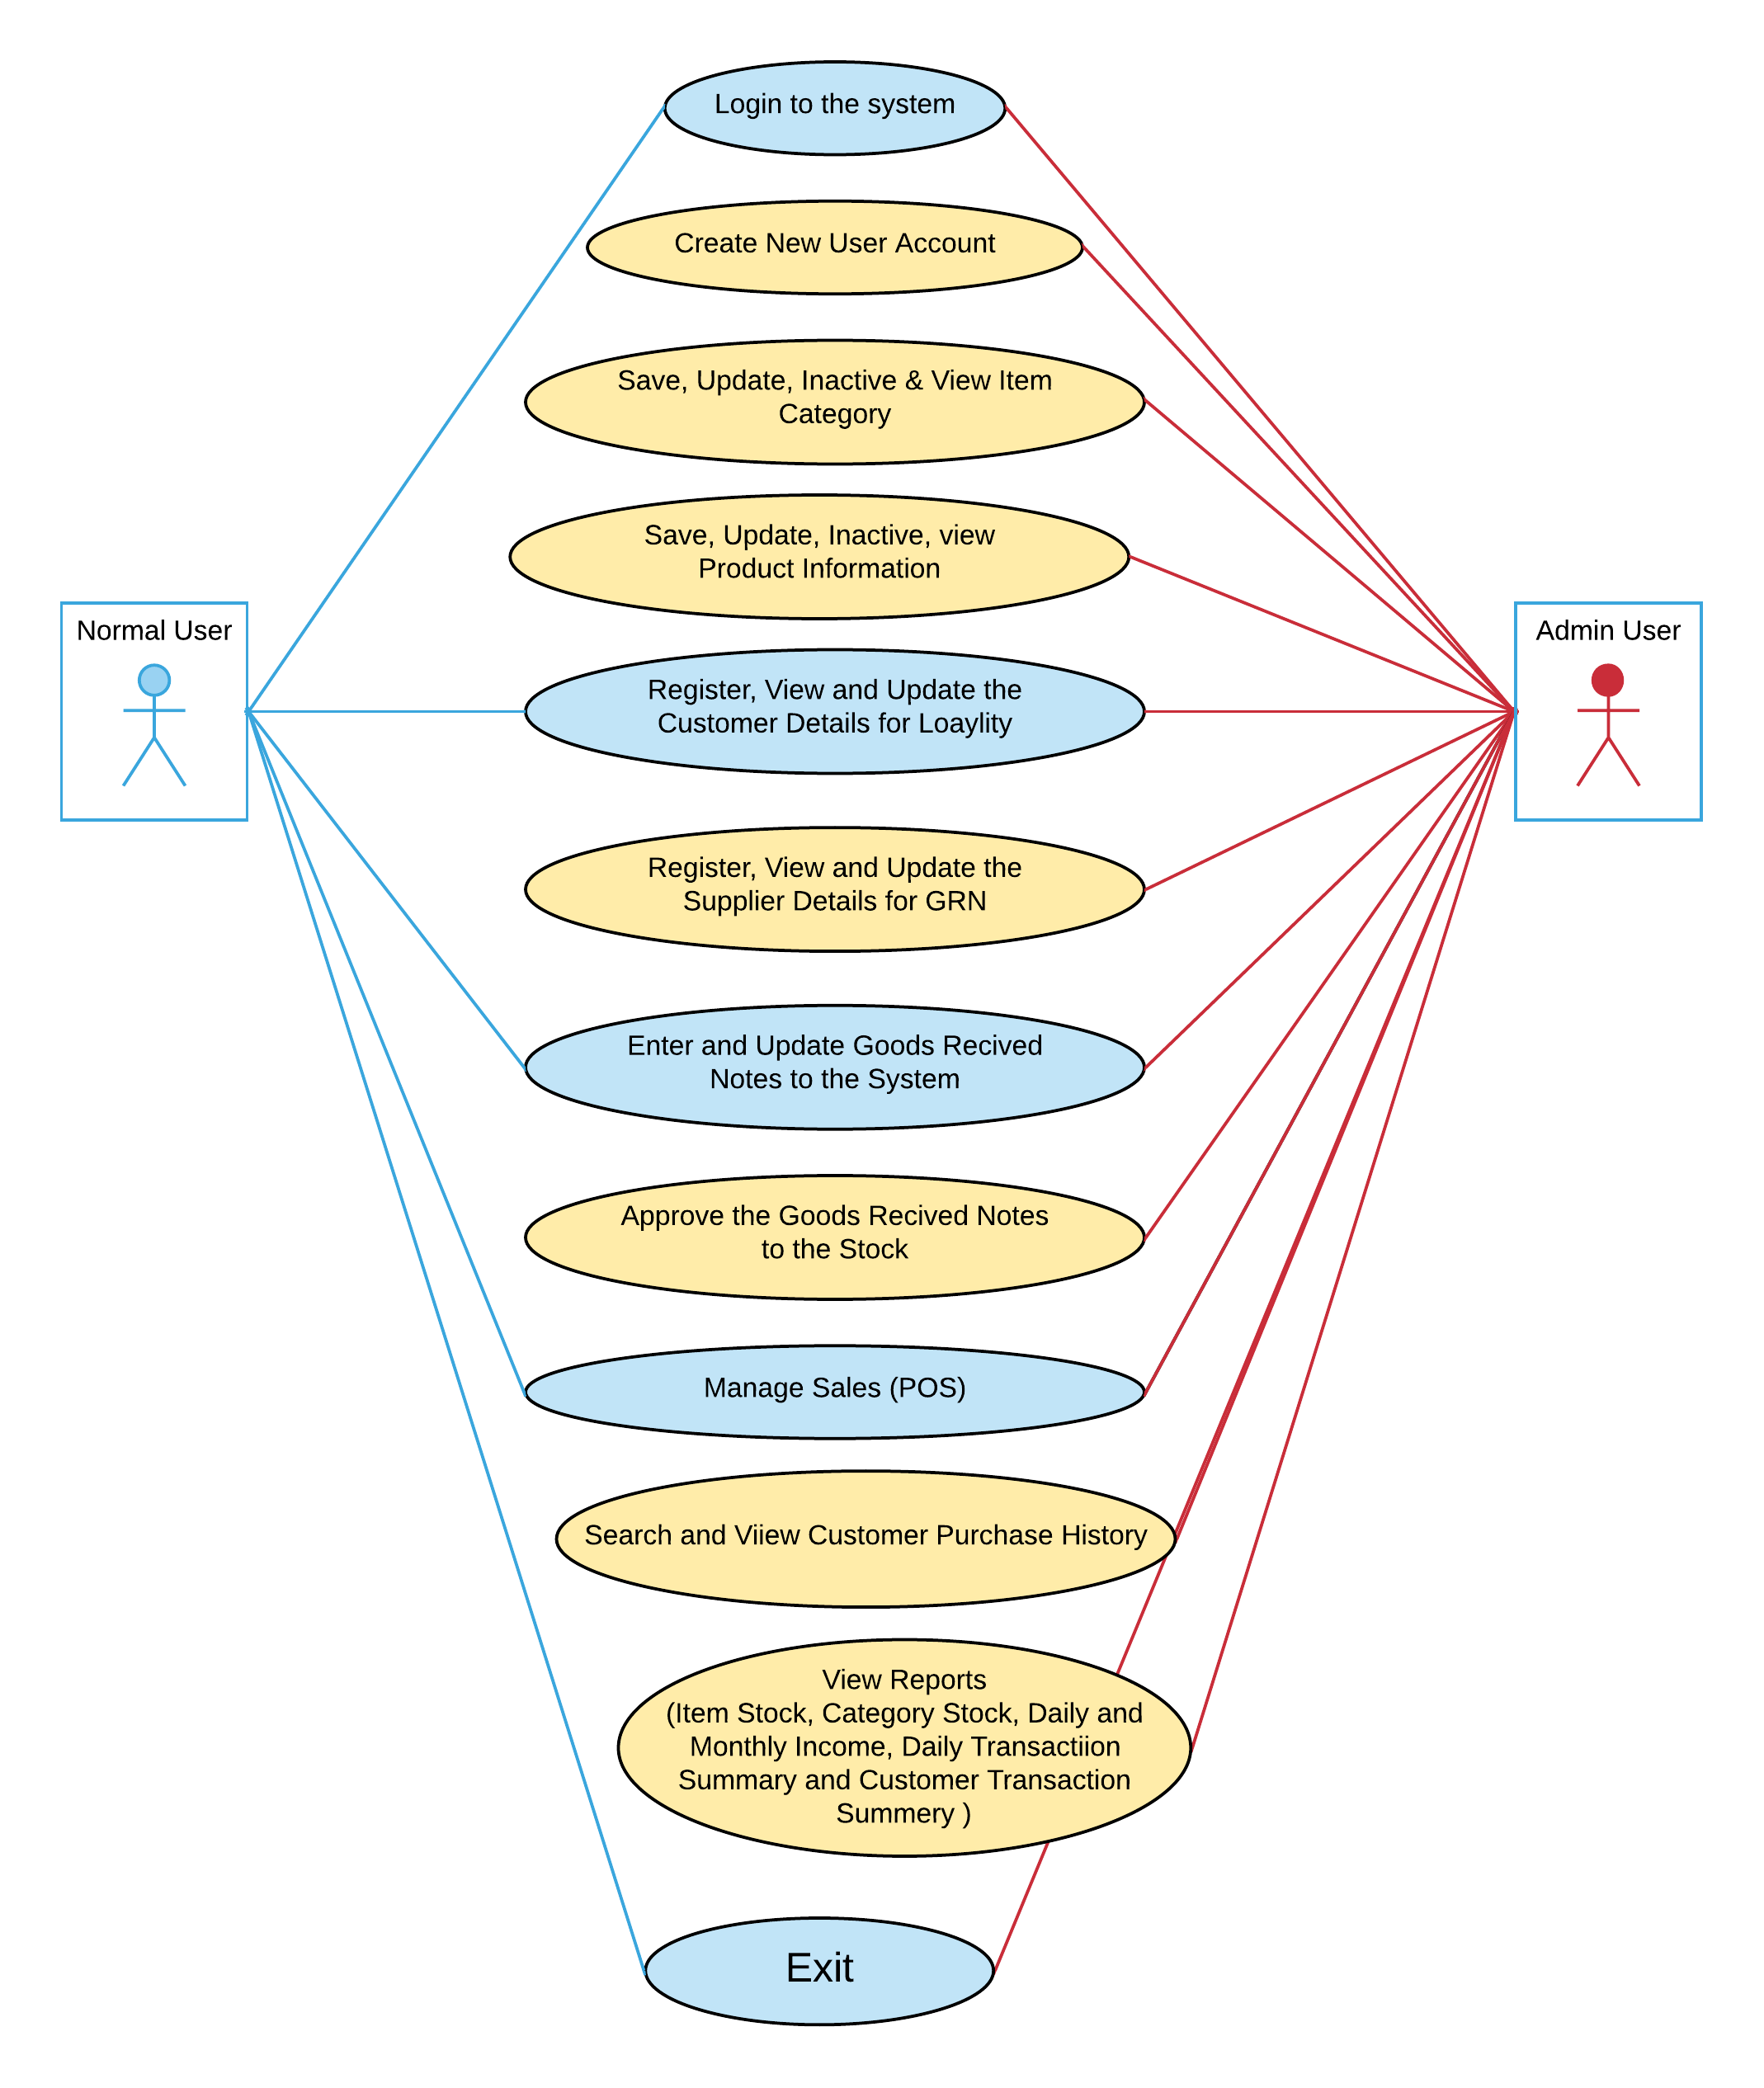 Login to the system
Create New User Account
Save, Update, Inactive & View Item
Category
Save, Update, Inactive, view
Product Information
Normal User
Admin User
Register, View and Update the
Customer Details for Loaylity
Register, View and Update the
Supplier Details for GRN
Enter and Update Goods Recived
Notes to the System
Approve the Goods Recived Notes
to the Stock
Manage Sales (POS)
Search and Viiew Customer Purchase History
View Reports
(Item Stock, Category Stock, Daily and
Monthly Income, Daily Transactiion
Summary and Customer Transaction
Summery )
Exit